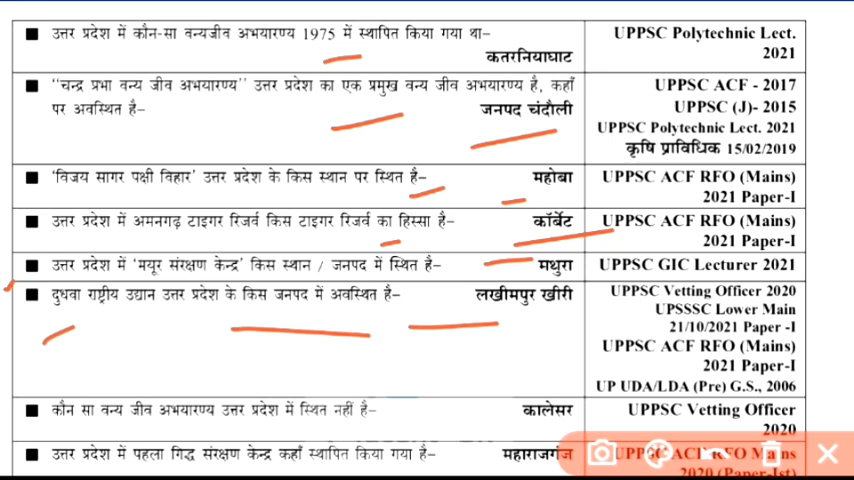 ■ उत्तर प्रदेश में कौन-सा वन्यजीव अभयारण्य 1975 में स्थापित किया गया था–
कतरनियाघाट
UPPSC Polytechnic Lect.
2021
■ ''चन्द्र प्रभा वन्य जीव अभयारण्य'' उत्तर प्रदेश का एक प्रमुख वन्य जीव अभयारण्य है, कहाँ
पर अवस्थित है– जनपद चंदौली
UPPSC ACF - 2017
UPPSC (J)- 2015
UPPSC Polytechnic Lect. 2021
कृषि प्राविधिक 15/02/2019
■ 'विजय सागर पक्षी विहार' उत्तर प्रदेश के किस स्थान पर स्थित है– महोबा
UPPSC ACF RFO (Mains)
2021 Paper-I
■ उत्तर प्रदेश में अमनगढ़ टाइगर रिजर्व किस टाइगर रिजर्व का हिस्सा है– कॉर्बेट
UPPSC ACF RFO (Mains)
2021 Paper-I
■ उत्तर प्रदेश में 'मयूर संरक्षण केन्द्र' किस स्थान / जनपद में स्थित है– मथुरा
UPPSC GIC Lecturer 2021
■ दुधवा राष्ट्रीय उद्यान उत्तर प्रदेश के किस जनपद में अवस्थित है– लखीमपुर खीरी
UPPSC Vetting Officer 2020
UPSSSC Lower Main
21/10/2021 Paper -I
UPPSC ACF RFO (Mains)
2021 Paper-I
UP UDA/LDA (Pre) G.S., 2006
■ कौन सा वन्य जीव अभयारण्य उत्तर प्रदेश में स्थित नहीं है– कालेसर
UPPSC Vetting Officer
2020
■ उत्तर प्रदेश में पहला गिद्ध संरक्षण केन्द्र कहाँ स्थापित किया गया है– महाराजगंज
UPPSC ACF RFO Mains
2020 (Paper-Ist)